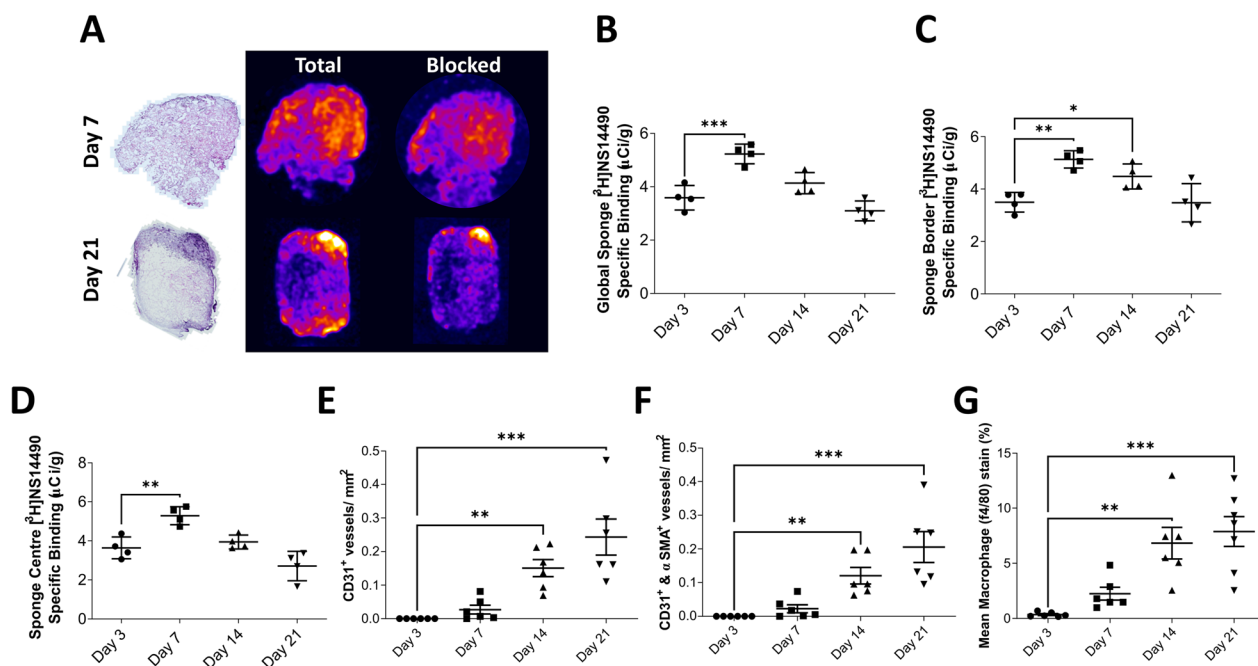 A
Total
Blocked
Day 7
Day 21
B
Global Sponge [³H]NS14490
Specific Binding (μCi/g)
8
6
4
2
0
***
Day 3
Day 7
Day 14
Day 21
C
Sponge Border [³H]NS14490
Specific Binding (μCi/g)
8
6
4
2
0
*
**
Day 3
Day 7
Day 14
Day 21
D
Sponge Centre [³H]NS14490
Specific Binding (μCi/g)
8
6
4
2
0
**
Day 3
Day 7
Day 14
Day 21
E
CD31⁺ vessels/ mm²
0.5
0.4
0.3
0.2
0.1
0.0
***
**
Day 3
Day 7
Day 14
Day 21
F
CD31⁺ & α SMA⁺ vessels/ mm²
0.5
0.4
0.3
0.2
0.1
0.0
***
**
Day 3
Day 7
Day 14
Day 21
G
Mean Macrophage (f4/80) stain (%)
15
10
5
0
***
**
Day 3
Day 7
Day 14
Day 21